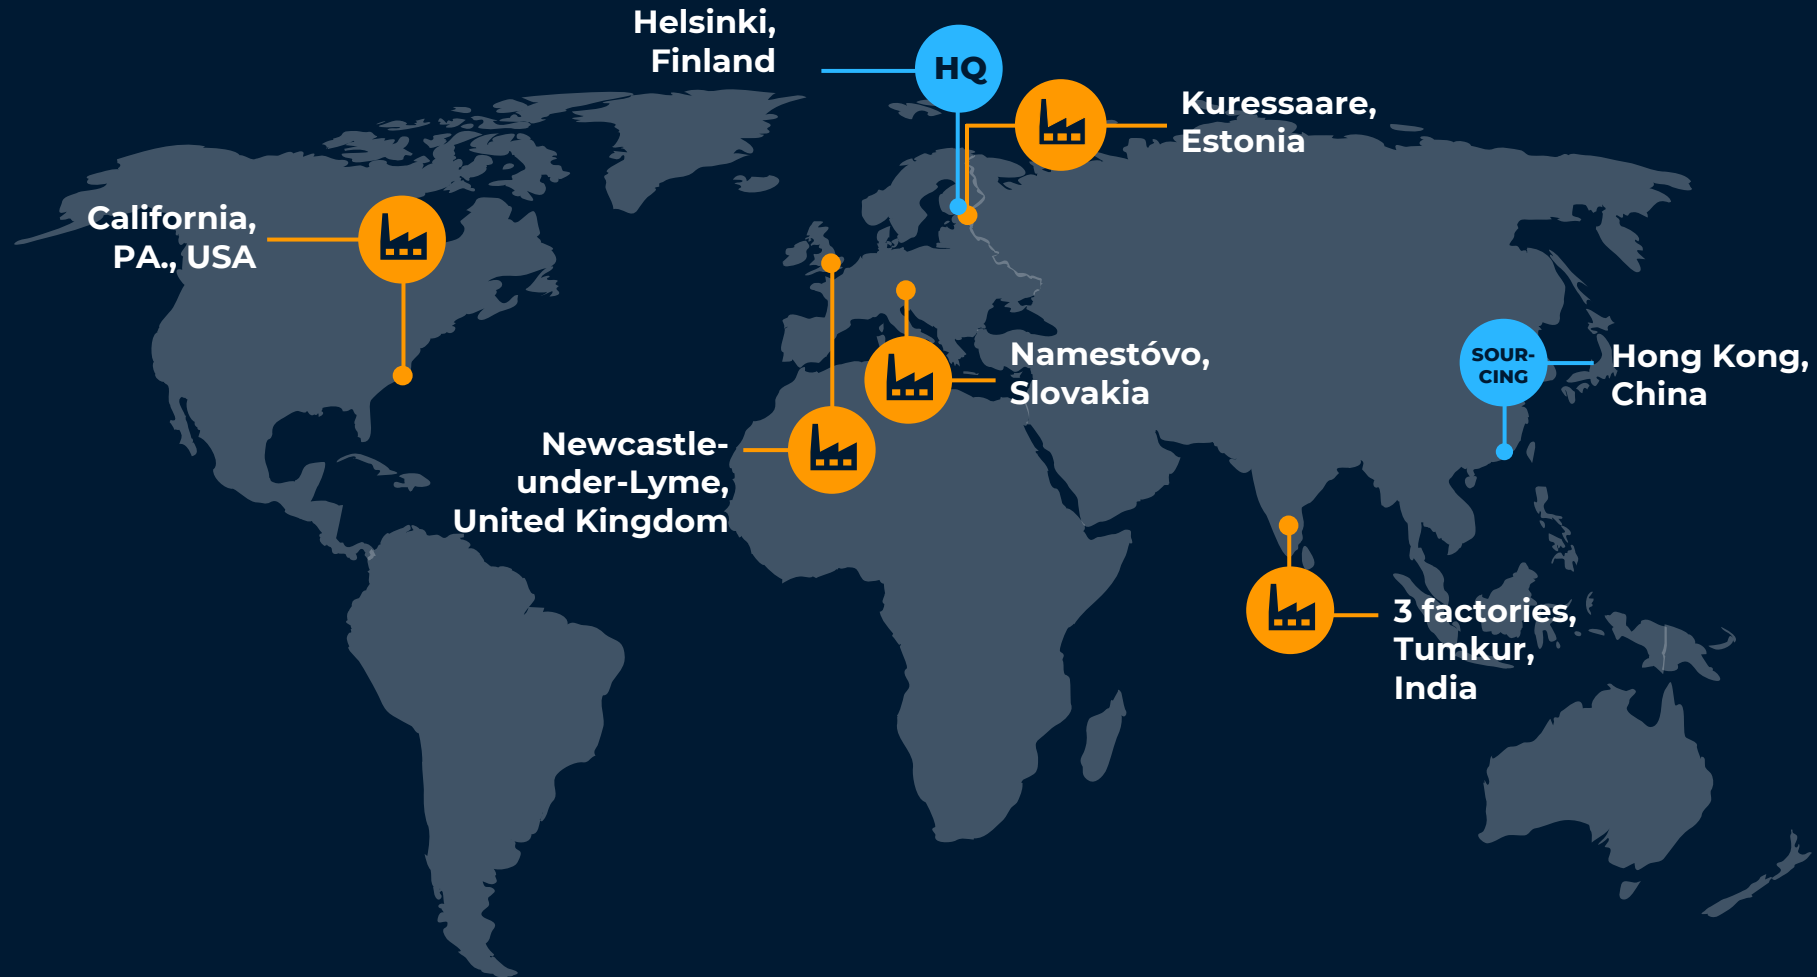 Helsinki,
Finland
HQ
Kuressaare,
Estonia
California,
PA., USA
Namestóvo,
Slovakia
SOUR-
CING
Hong Kong,
China
Newcastle-
under-Lyme,
United Kingdom
3 factories,
Tumkur,
India